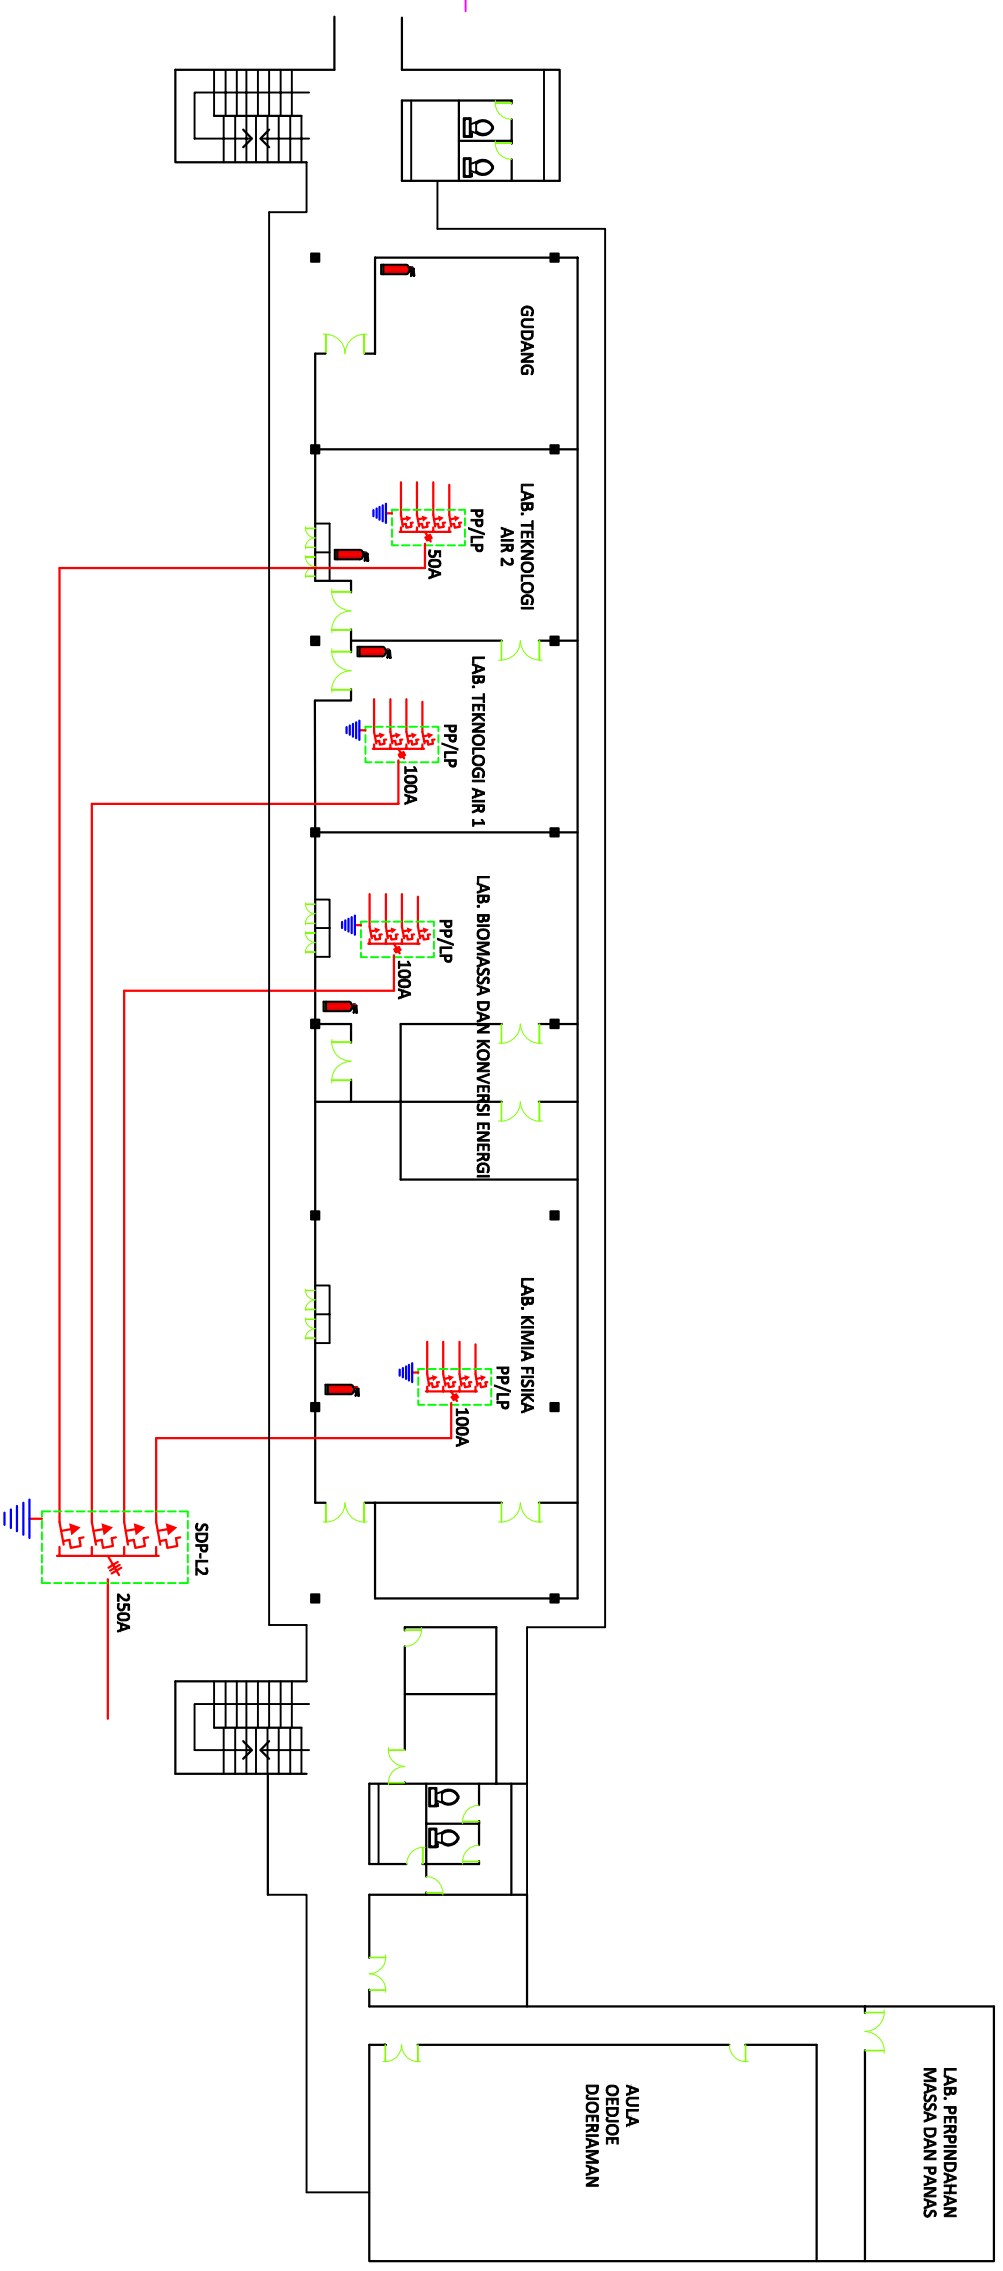 GUDANG
LAB. TEKNOLOGI
AIR 2
PP/LP
50A
LAB. TEKNOLOGI AIR 1
PP/LP
100A
LAB. BIOMASSA DAN KONVERSI ENERGI
PP/LP
100A
LAB. KIMIA FISIKA
PP/LP
100A
SDP-L2
250A
LAB. PERPINDAHAN
MASSA DAN PANAS
AULA
OEDJOE
DJOERIAMAN